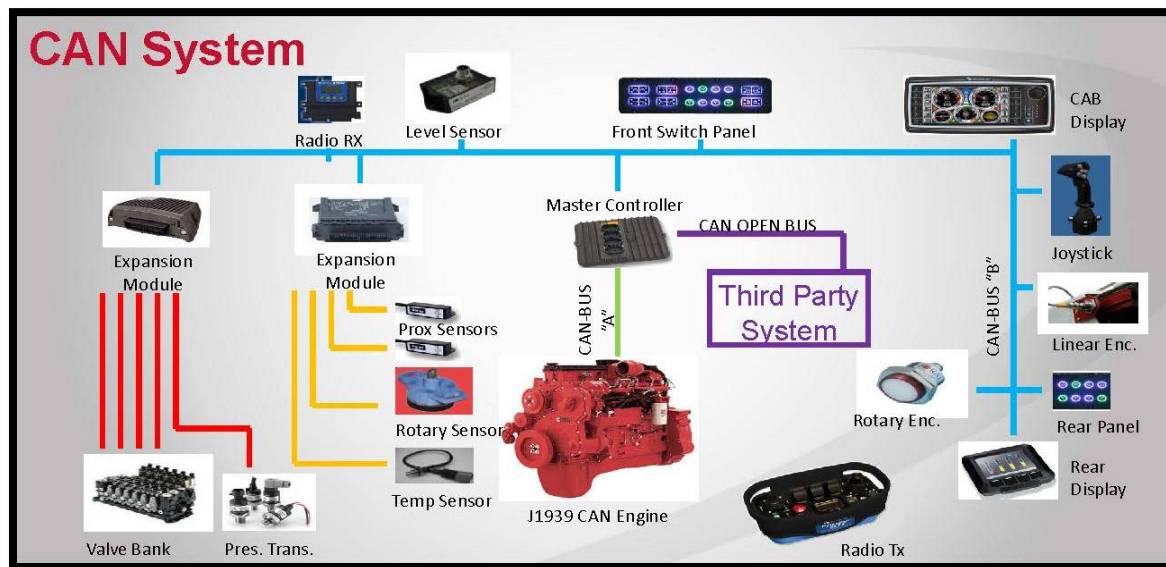 CAN System
Radio RX
Level Sensor
Front Switch Panel
CAB
Display
Expansion
Module
Expansion
Module
Master Controller
CAN OPEN BUS
Joystick
Third Party
System
CAN-BUS
"A"
CAN-BUS "B"
Prox Sensors
Linear Enc.
Rotary Sensor
Rotary Enc.
Rear Panel
Temp Sensor
Rear
Display
J1939 CAN Engine
Valve Bank
Pres. Trans.
Radio Tx